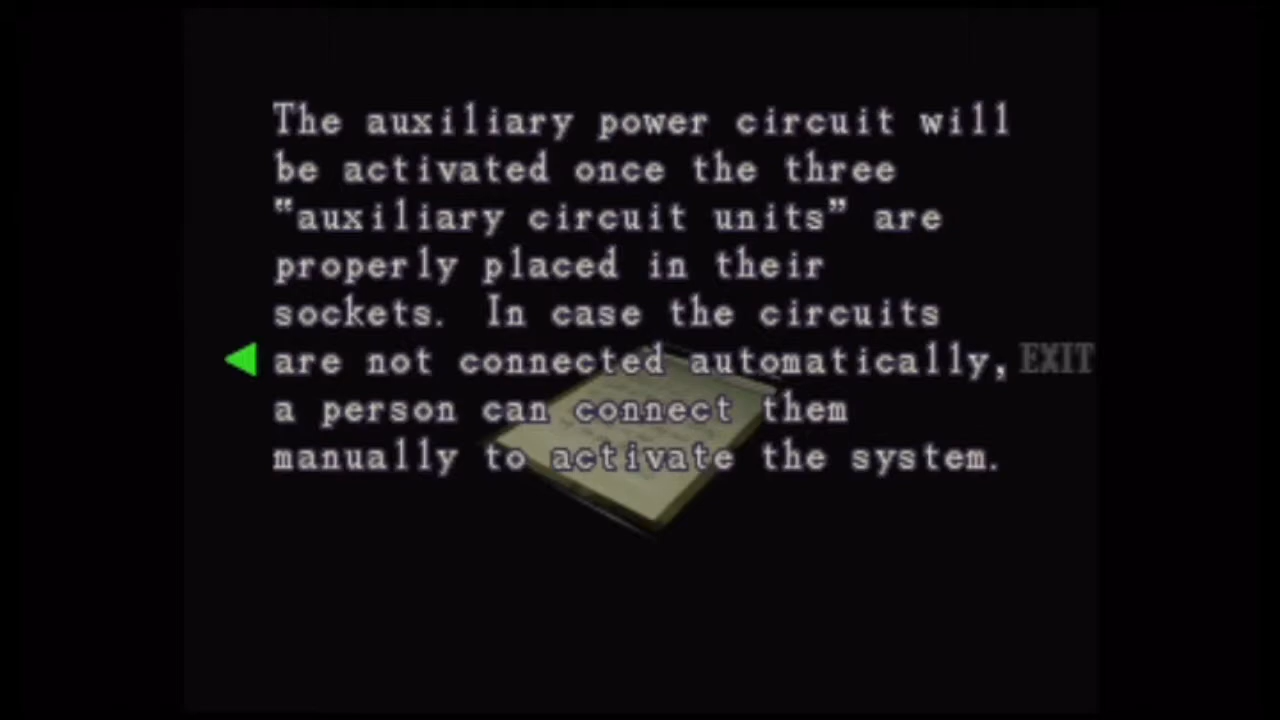 The auxiliary power circuit will
be activated once the three
"auxiliary circuit units" are
properly placed in their
sockets. In case the circuits
are not connected automatically,
EXIT
a person can connect them
manually to activate the system.